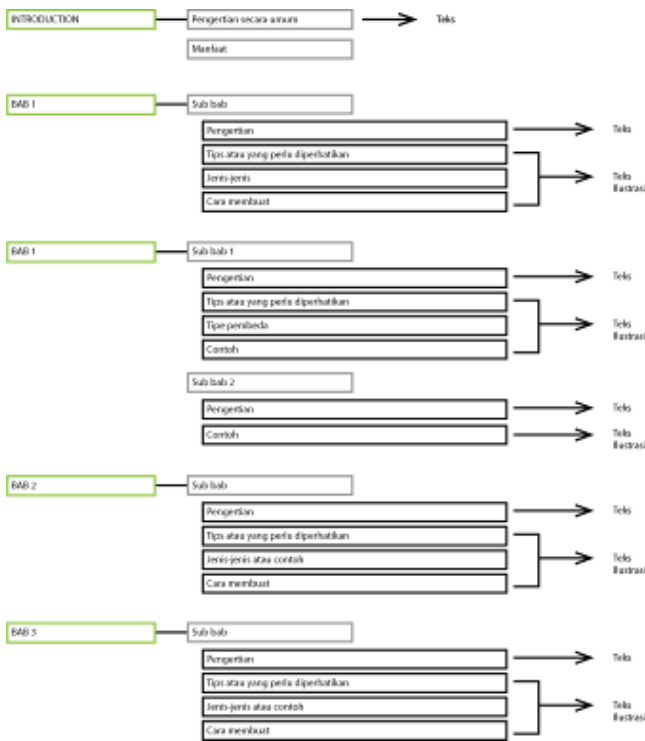 INTRODUCTION
Pengertian secara umum
Teks
Manfaat
BAB 1
Sub bab
Pengertian
Teks
Tips atau yang perlu diperhatikan
Jenis-jenis
Teks
Ilustrasi
Cara membuat
BAB 1
Sub bab 1
Pengertian
Teks
Tips atau yang perlu diperhatikan
Tipe pembeda
Teks
Ilustrasi
Contoh
Sub bab 2
Pengertian
Teks
Contoh
Teks
Ilustrasi
BAB 2
Sub bab
Pengertian
Teks
Tips atau yang perlu diperhatikan
Jenis-jenis atau contoh
Teks
Ilustrasi
Cara membuat
BAB 3
Sub bab
Pengertian
Teks
Tips atau yang perlu diperhatikan
Jenis-jenis atau contoh
Teks
Ilustrasi
Cara membuat